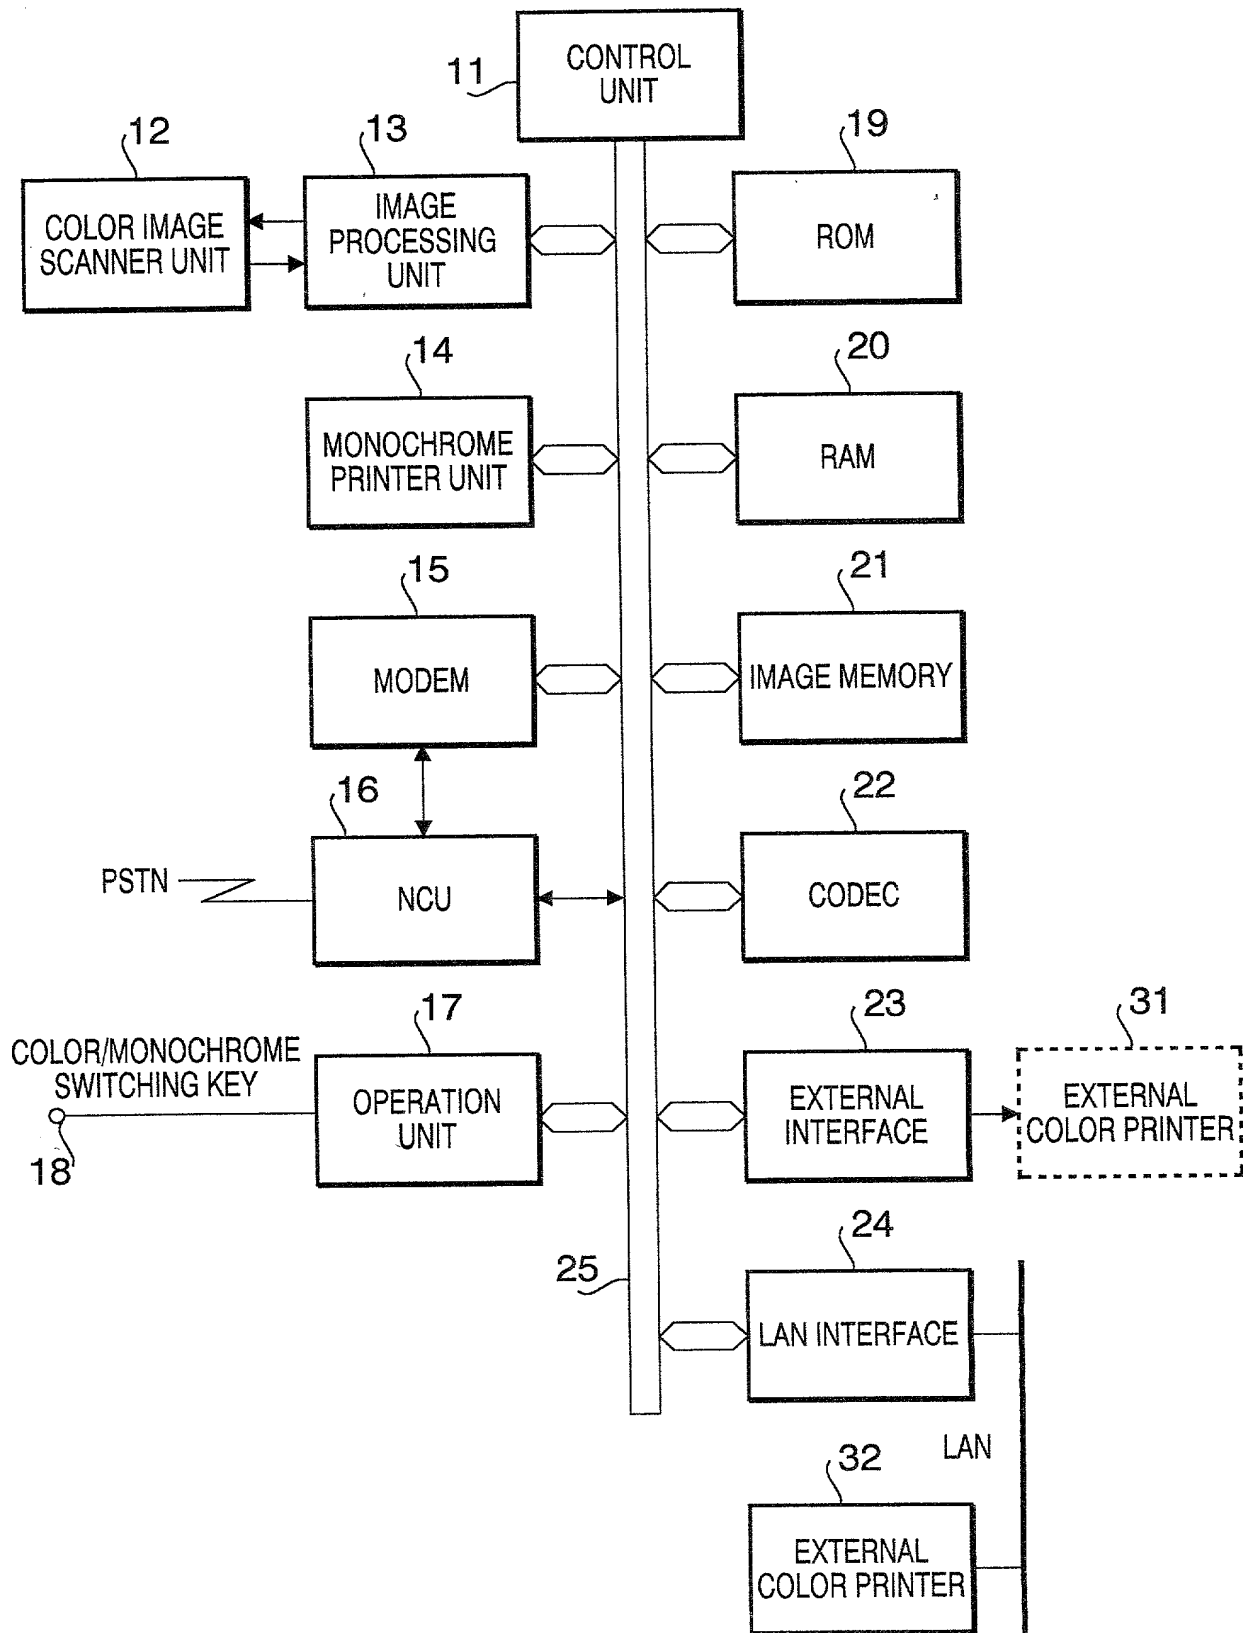 11
CONTROL
UNIT
12
COLOR IMAGE
SCANNER UNIT
13
IMAGE
PROCESSING
UNIT
19
ROM
14
MONOCHROME
PRINTER UNIT
20
RAM
15
MODEM
21
IMAGE MEMORY
16
PSTN
NCU
22
CODEC
17
COLOR/MONOCHROME
SWITCHING KEY
18
OPERATION
UNIT
23
EXTERNAL
INTERFACE
31
EXTERNAL
COLOR PRINTER
25
24
LAN INTERFACE
LAN
32
EXTERNAL
COLOR PRINTER